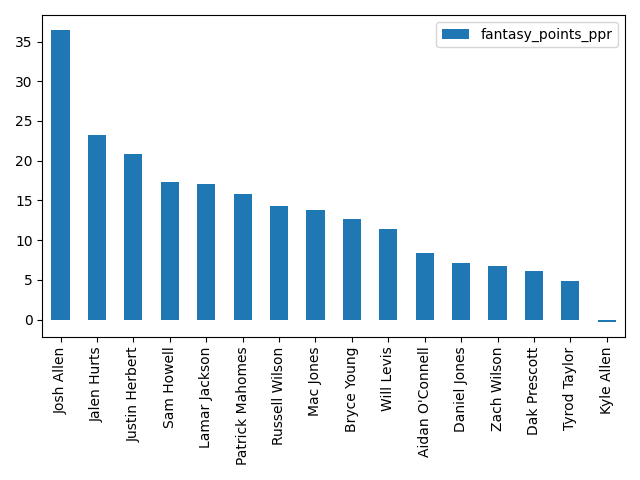 fantasy_points_ppr
35
30
25
20
15
10
5
0
Josh Allen
Jalen Hurts
Justin Herbert
Sam Howell
Lamar Jackson
Patrick Mahomes
Russell Wilson
Mac Jones
Bryce Young
Will Levis
Aidan O'Connell
Daniel Jones
Zach Wilson
Dak Prescott
Tyrod Taylor
Kyle Allen